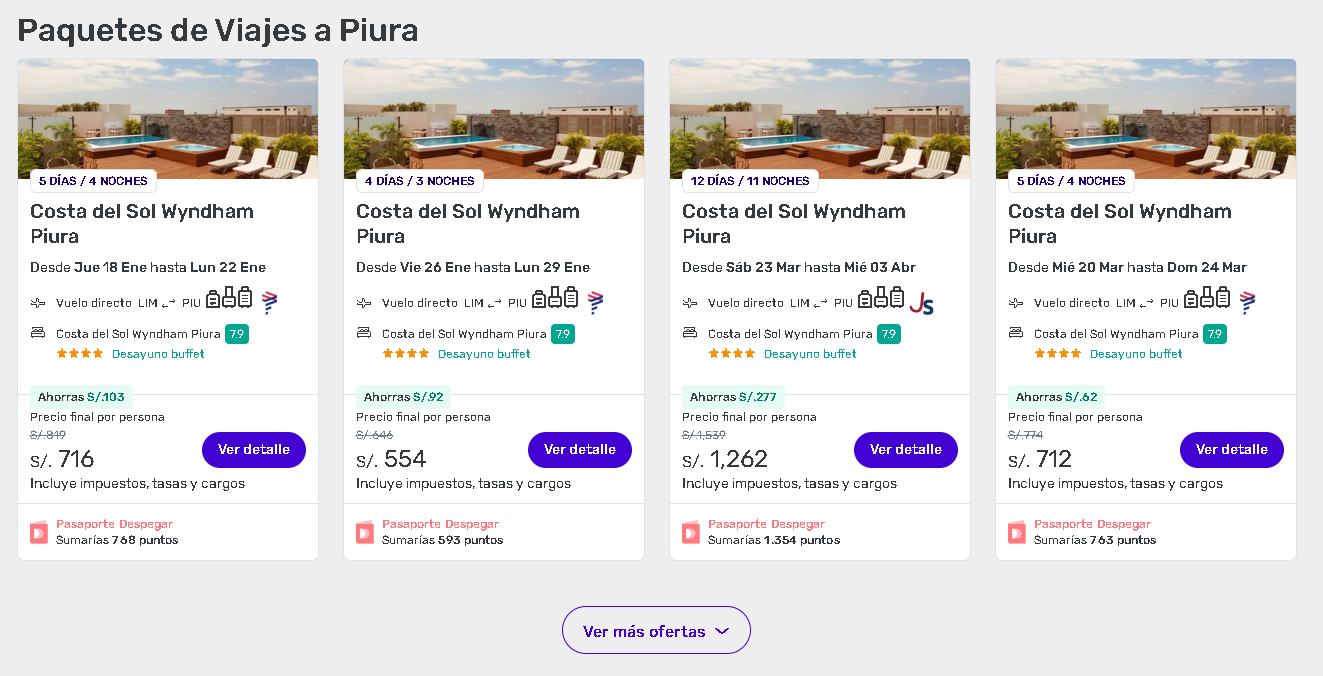 Paquetes de Viajes a Piura
5 DÍAS / 4 NOCHES
Costa del Sol Wyndham
Piura
Desde Jue 18 Ene hasta Lun 22 Ene
Vuelo directo LIM PIU
Costa del Sol Wyndham Piura 7.9
Desayuno buffet
Ahorras S/.103
Precio final por persona
S/.819
S/. 716
Ver detalle
Incluye impuestos, tasas y cargos
Pasaporte Despegar
Sumarías 768 puntos
4 DÍAS / 3 NOCHES
Costa del Sol Wyndham
Piura
Desde Vie 26 Ene hasta Lun 29 Ene
Vuelo directo LIM PIU
Costa del Sol Wyndham Piura 7.9
Desayuno buffet
Ahorras S/.92
Precio final por persona
S/.646
S/. 554
Ver detalle
Incluye impuestos, tasas y cargos
Pasaporte Despegar
Sumarías 593 puntos
12 DÍAS / 11 NOCHES
Costa del Sol Wyndham
Piura
Desde Sáb 23 Mar hasta Mié 03 Abr
Vuelo directo LIM PIU JS
Costa del Sol Wyndham Piura 7.9
Desayuno buffet
Ahorras S/.277
Precio final por persona
S/.1,539
S/. 1,262
Ver detalle
Incluye impuestos, tasas y cargos
Pasaporte Despegar
Sumarías 1.354 puntos
5 DÍAS / 4 NOCHES
Costa del Sol Wyndham
Piura
Desde Mié 20 Mar hasta Dom 24 Mar
Vuelo directo LIM PIU
Costa del Sol Wyndham Piura 7.9
Desayuno buffet
Ahorras S/.62
Precio final por persona
S/.774
S/. 712
Ver detalle
Incluye impuestos, tasas y cargos
Pasaporte Despegar
Sumarías 763 puntos
Ver más ofertas